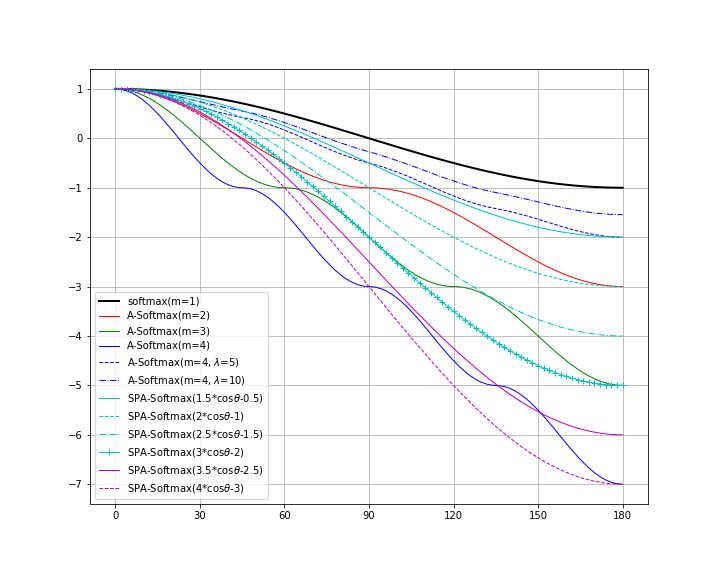 1
0
−1
−2
−3
−4
−5
−6
−7
softmax(m=1)
A-Softmax(m=2)
A-Softmax(m=3)
A-Softmax(m=4)
A-Softmax(m=4, λ=5)
A-Softmax(m=4, λ=10)
SPA-Softmax(1.5*cosθ-0.5)
SPA-Softmax(2*cosθ-1)
SPA-Softmax(2.5*cosθ-1.5)
SPA-Softmax(3*cosθ-2)
SPA-Softmax(3.5*cosθ-2.5)
SPA-Softmax(4*cosθ-3)
0 30 60 90 120 150 180